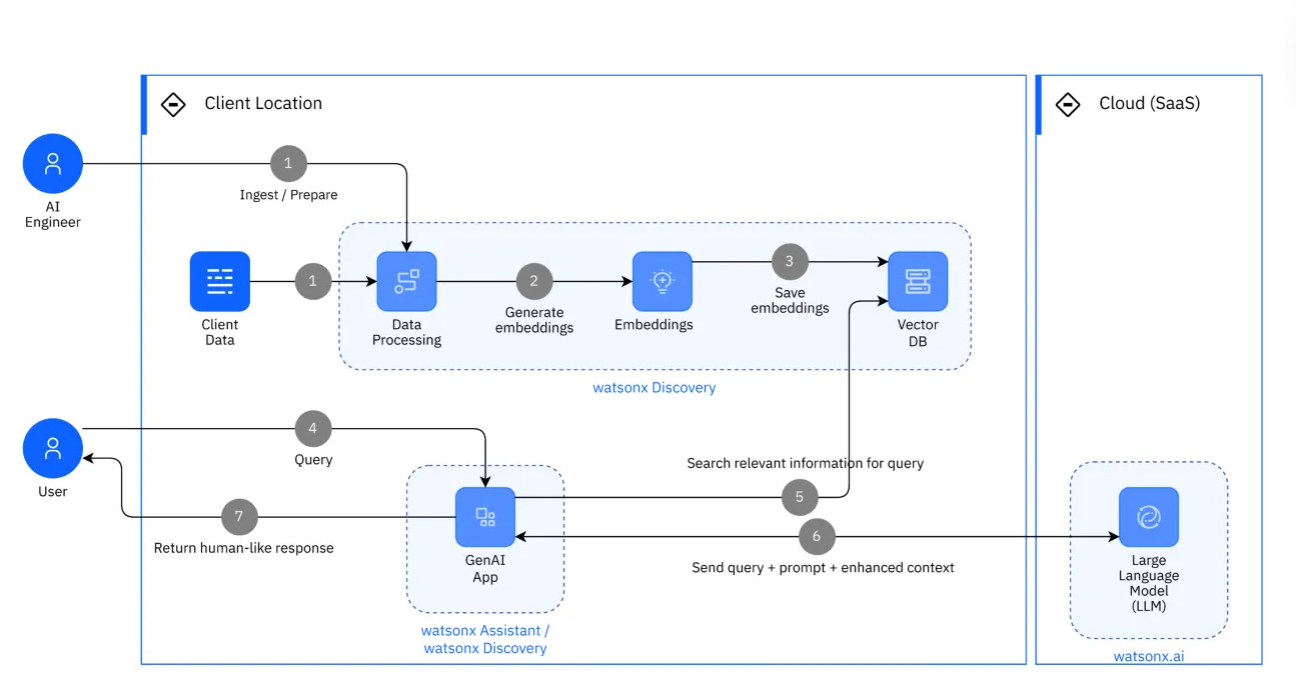 Client Location
Cloud (SaaS)
1
Ingest / Prepare
AI
Engineer
1
2
3
Generate
embeddings
Save
embeddings
Client
Data
Data
Processing
Embeddings
Vector
DB
watsonx Discovery
4
Query
User
Search relevant information for query
5
6
7
Return human-like response
GenAI
App
Send query + prompt + enhanced context
Large
Language
Model
(LLM)
watsonx Assistant /
watsonx Discovery
watsonx.ai